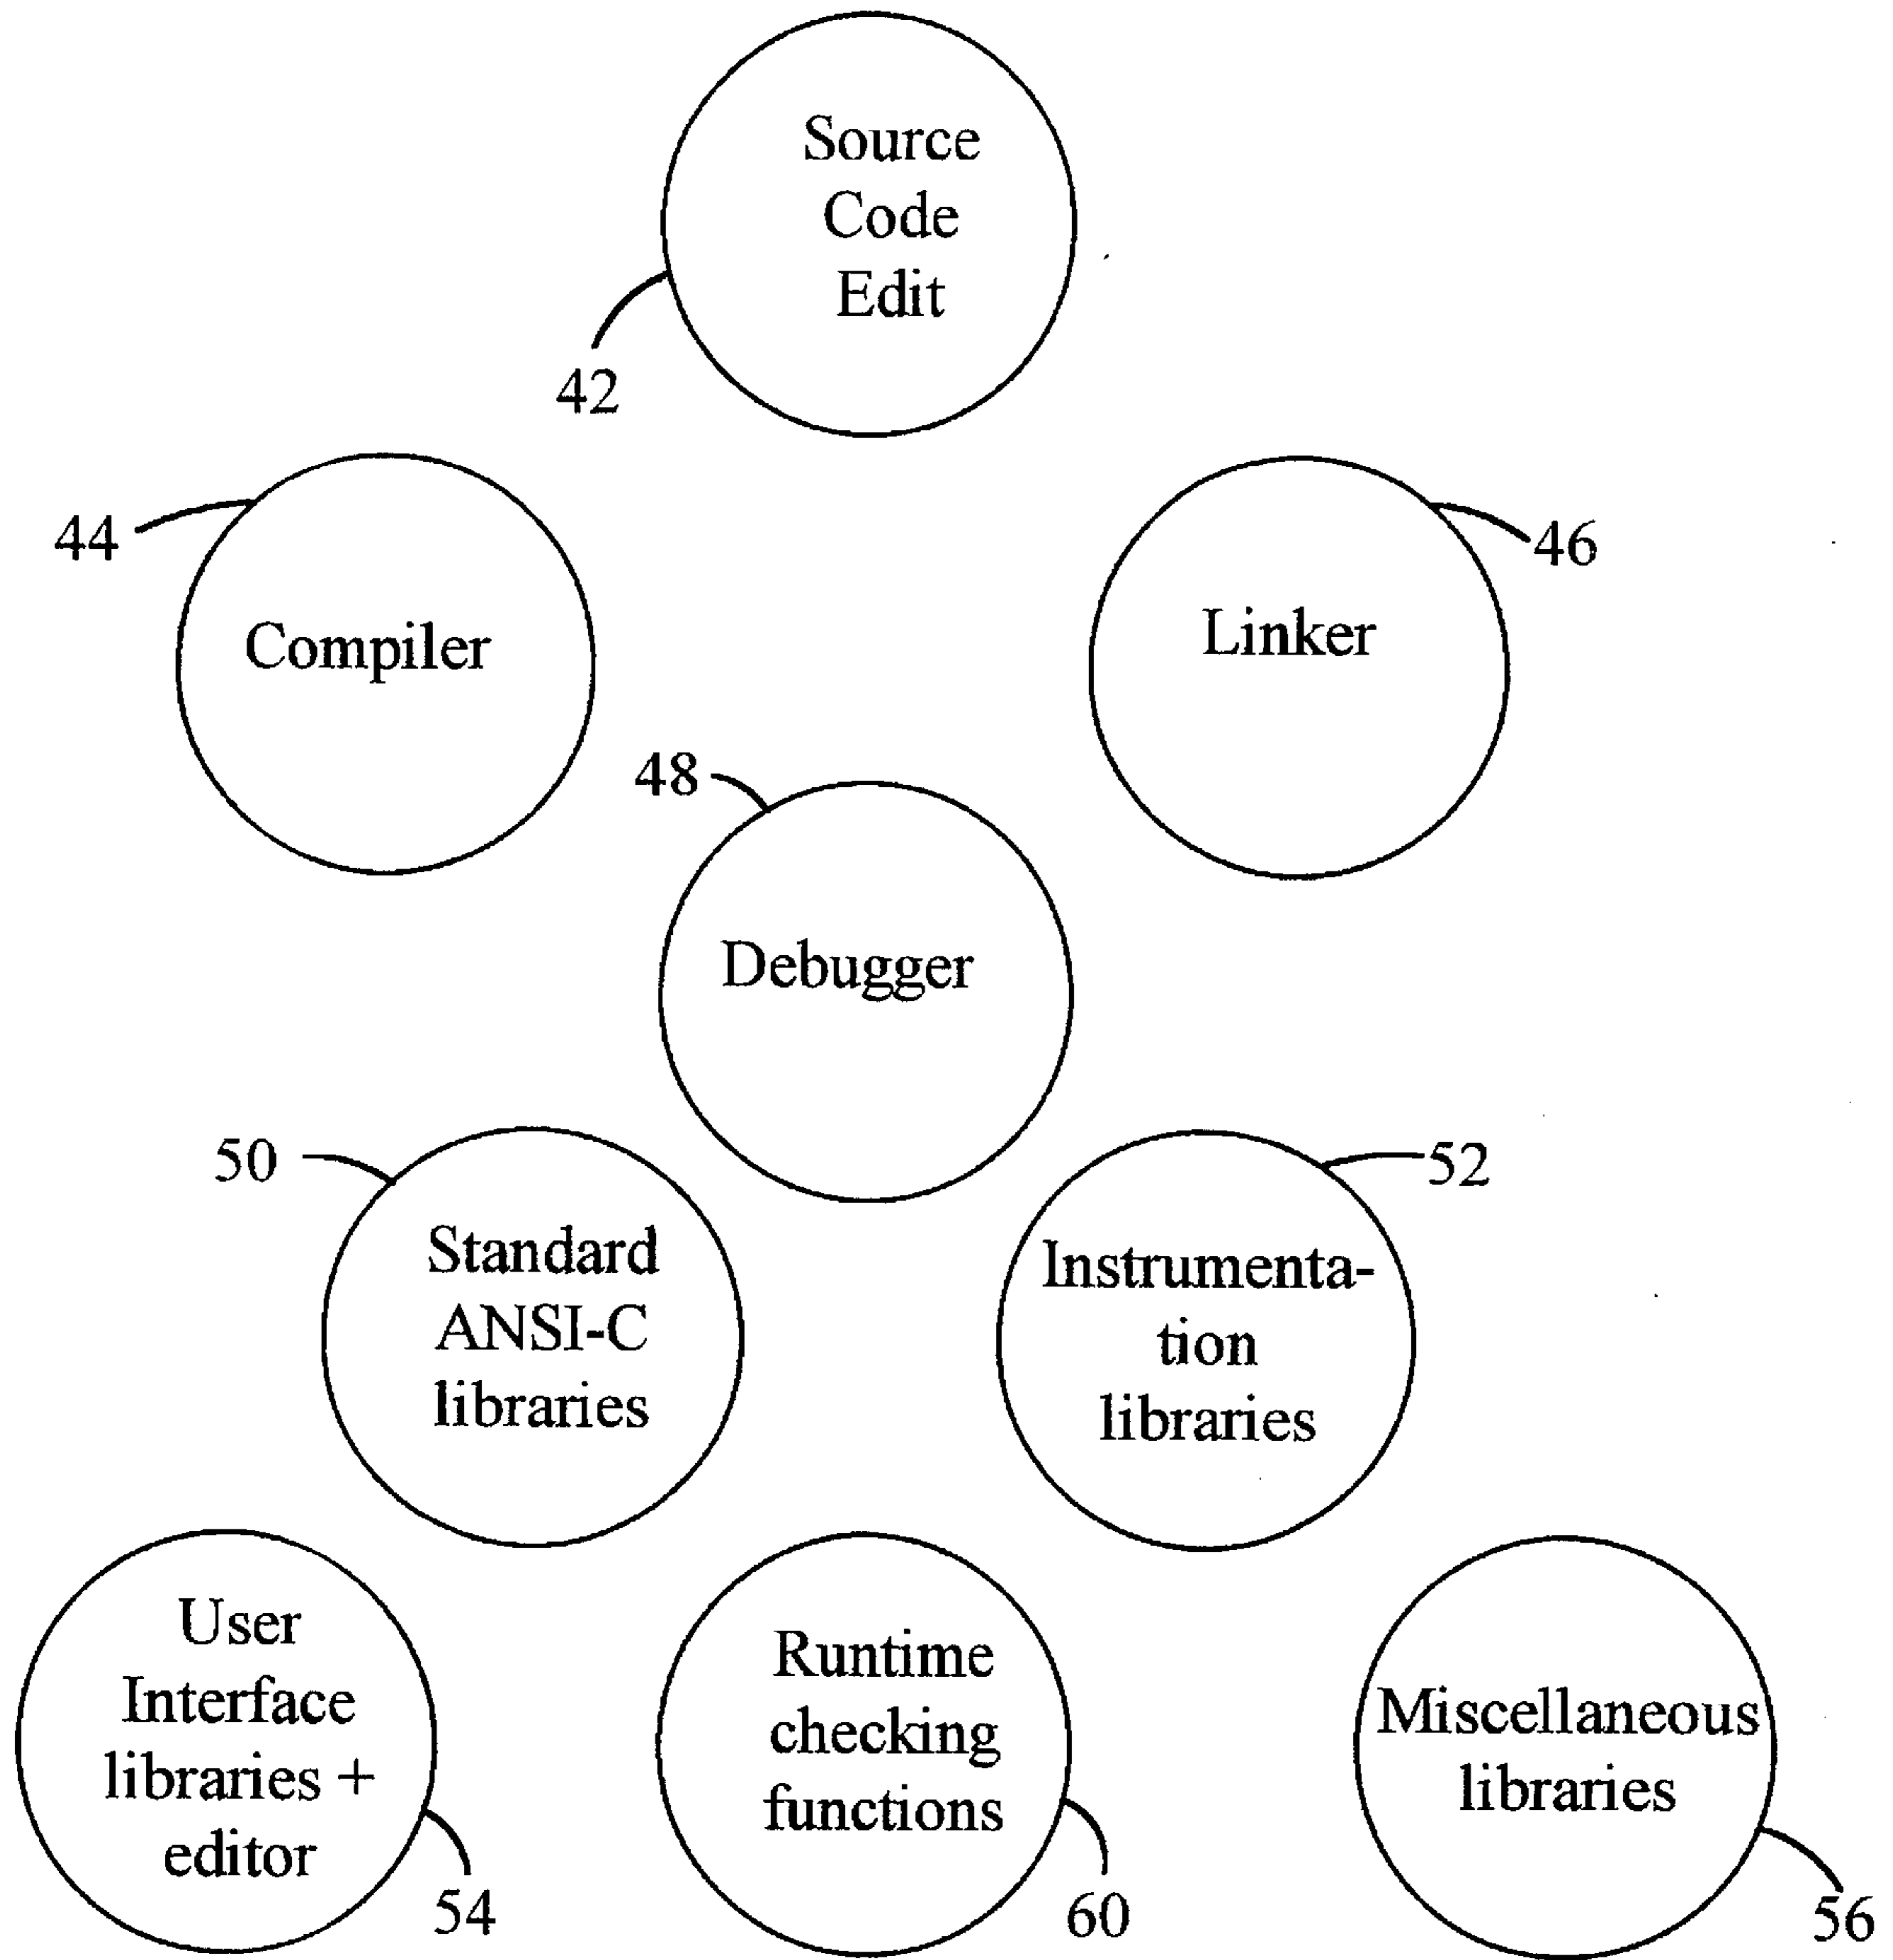 Source
Code
Edit
42
44
Compiler
46
Linker
48
Debugger
50
Standard
ANSI-C
libraries
52
Instrumenta-
tion
libraries
User
Interface
libraries +
editor
54
Runtime
checking
functions
60
Miscellaneous
libraries
56